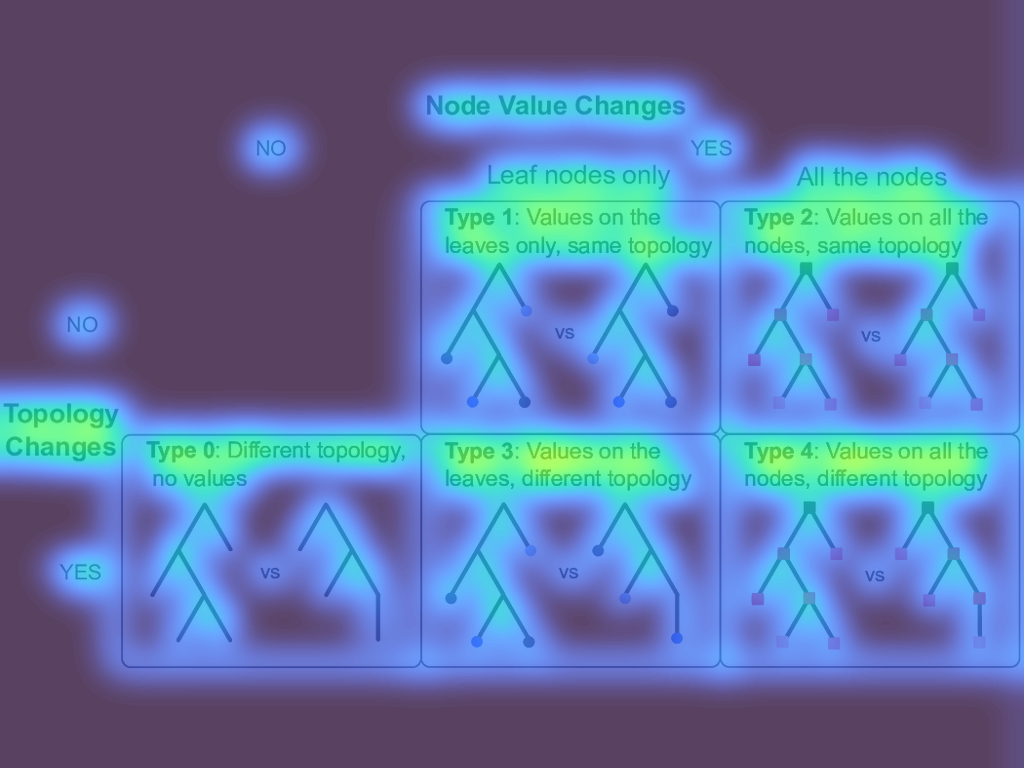 Node Value Changes
NO
YES
Leaf nodes only
All the nodes
Type 1: Values on the
leaves only, same topology
Type 2: Values on all the
nodes, same topology
NO
vs
vs
Topology
Changes
Type 0: Different topology,
no values
Type 3: Values on the
leaves, different topology
Type 4: Values on all the
nodes, different topology
YES
vs
vs
vs